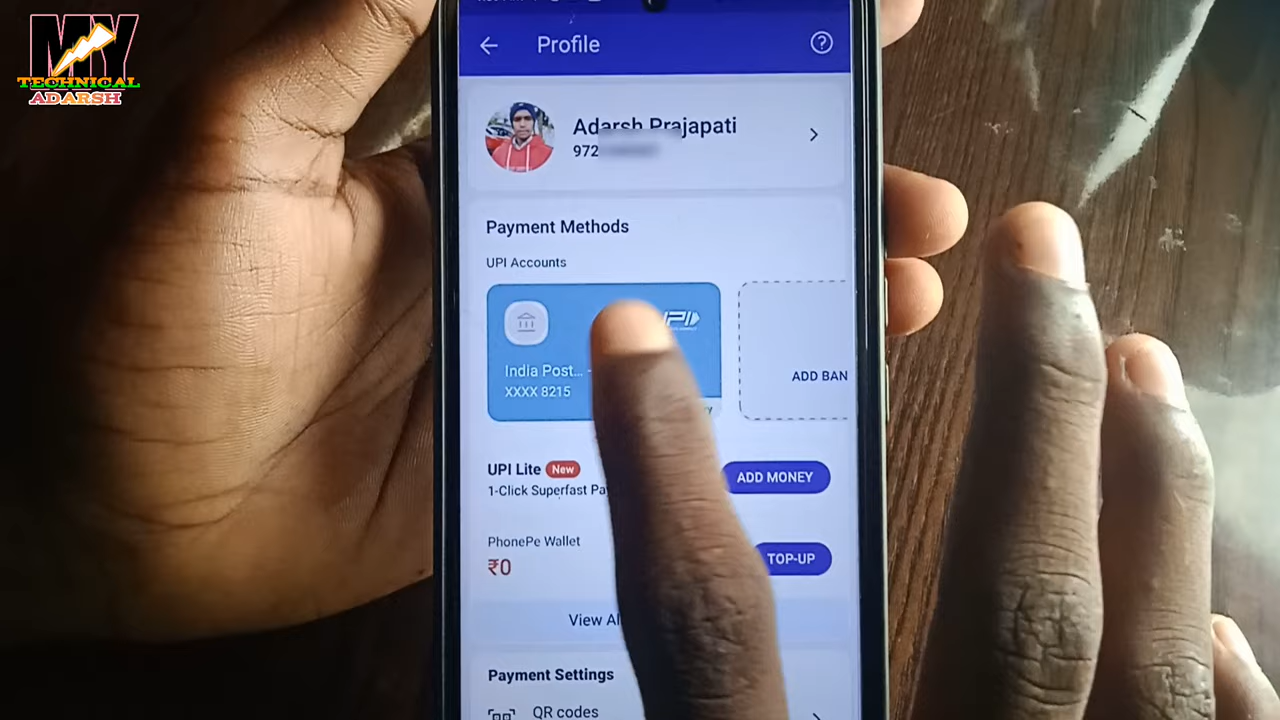 MY
TECHNICAL
ADARSH
Profile
Adarsh Prajapati
972
Payment Methods
UPI Accounts
India Post...
XXXX 8215
ADD BAN
UPI Lite New
1-Click Superfast Pa
ADD MONEY
PhonePe Wallet
₹0
TOP-UP
View Al
Payment Settings
QR codes